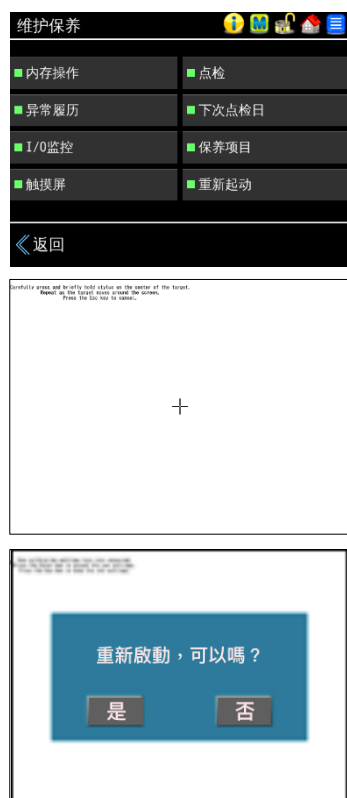 维护保养
内存操作
点检
异常履历
下次点检日
I/O监控
保养项目
触摸屏
重新起动
返回
Carefully press and briefly hold stylus on the center of the target.
Repeat as the target moves around the screen.
Press the Esc key to cancel.
重新啟動，可以嗎？
是
否